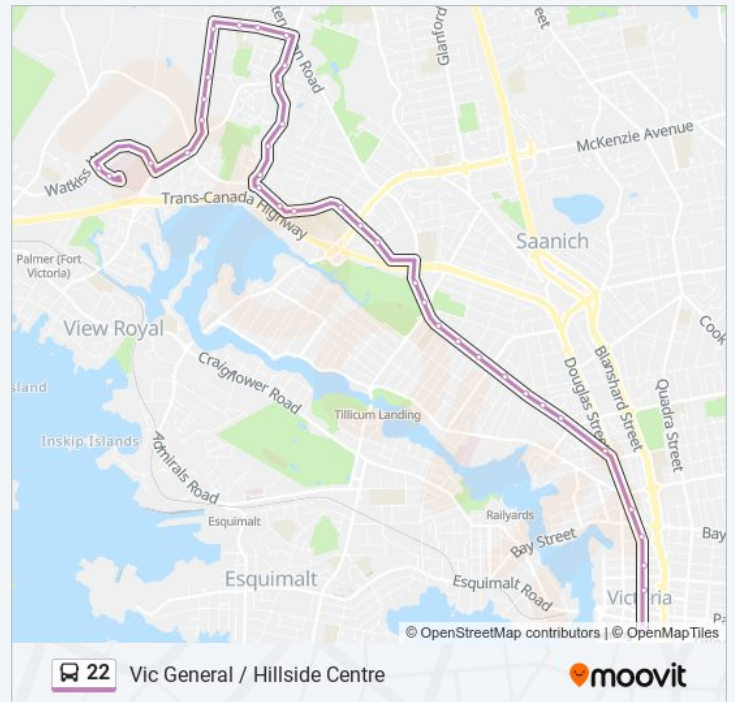 Glanford
McKenzie Avenue
Street
Watkiss
Trans-Canada Highway
Saanich
Palmer (Fort
Victoria)
View Royal
Craigflower Road
Tillicum Landing
Douglas Street
Blanshard Street
Quadra Street
Cook
Inskip Islands
Admirals Road
Esquimalt
Railyards
Bay Street
Bay
Esquimalt
Esquimalt Road
© OpenStreetMap contributors | © OpenMapTiles
22 Vic General / Hillside Centre
moovit